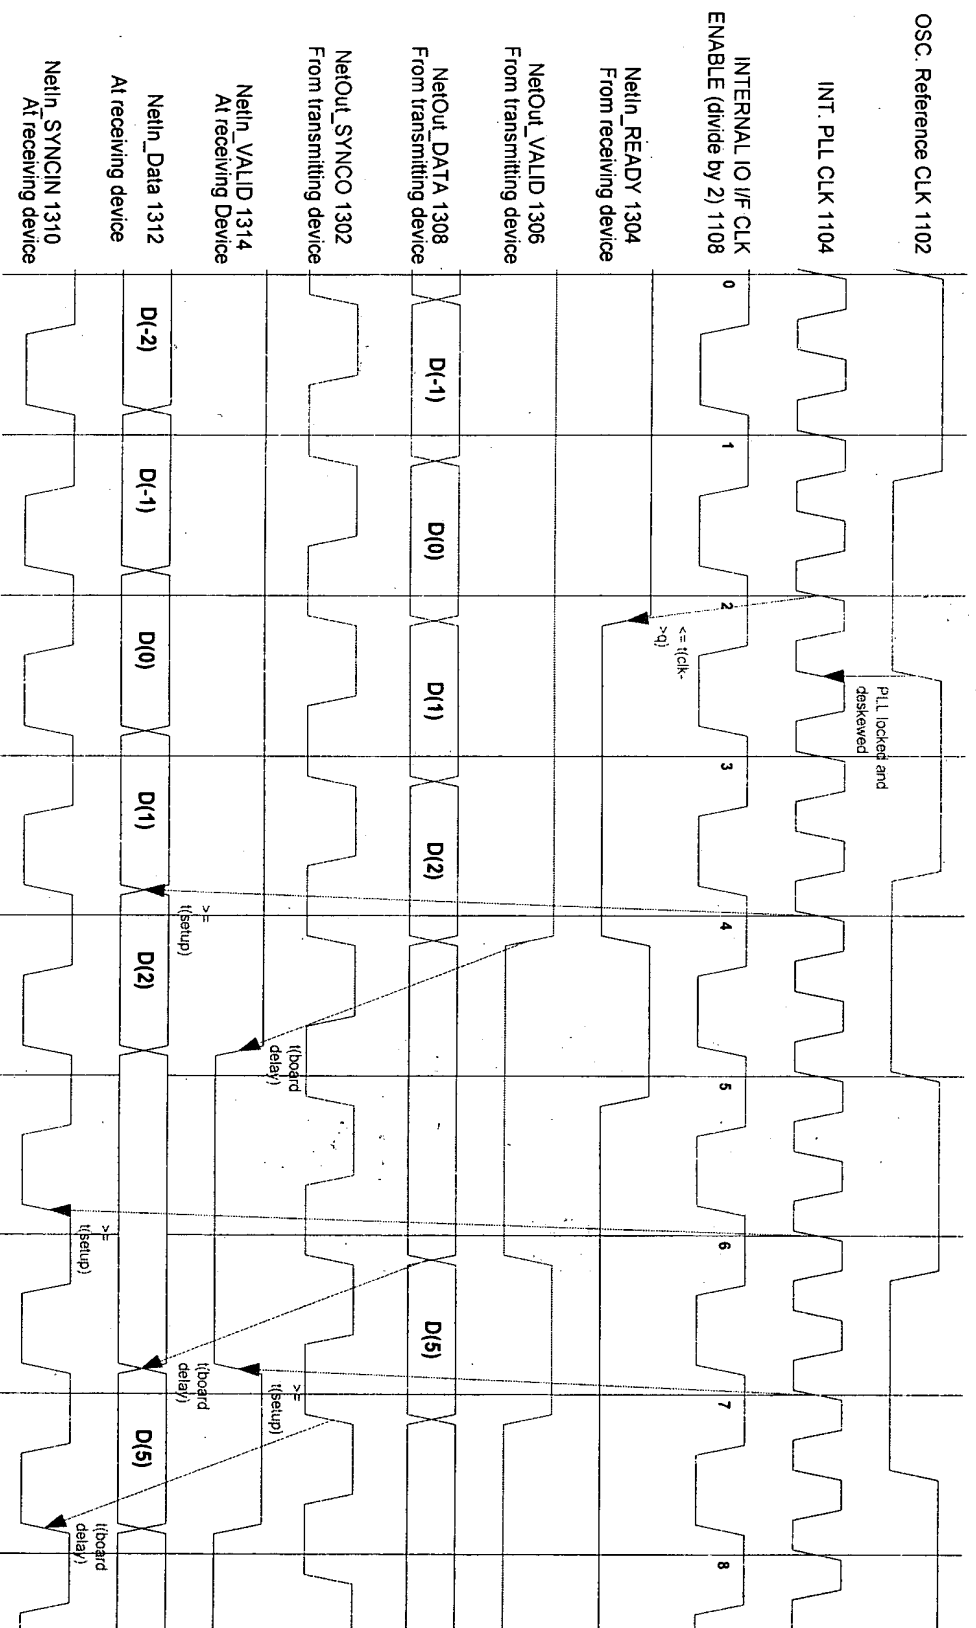 OSC. Reference CLK 1102
INT. PLL CLK 1104
PLL locked and
deskewed
INTERNAL IO I/F CLK
ENABLE (divide by 2) 1108
0
1
2
3
4
5
6
7
8
NetIn_READY 1304
From receiving device
<= t(clk-
>q)
NetOut_VALID 1306
From transmitting device
NetOut_DATA 1308
From transmitting device
D(-1)
D(0)
D(1)
D(2)
D(5)
NetOut_SYNCO 1302
From transmitting device
NetIn_VALID 1314
At receiving Device
t(board
delay)
>=
t(setup)
NetIn_Data 1312
At receiving device
D(-2)
D(-1)
D(0)
D(1)
D(2)
D(5)
>=
t(setup)
t(board
delay)
NetIn_SYNCIN 1310
At receiving device
>=
t(setup)
t(board
delay)